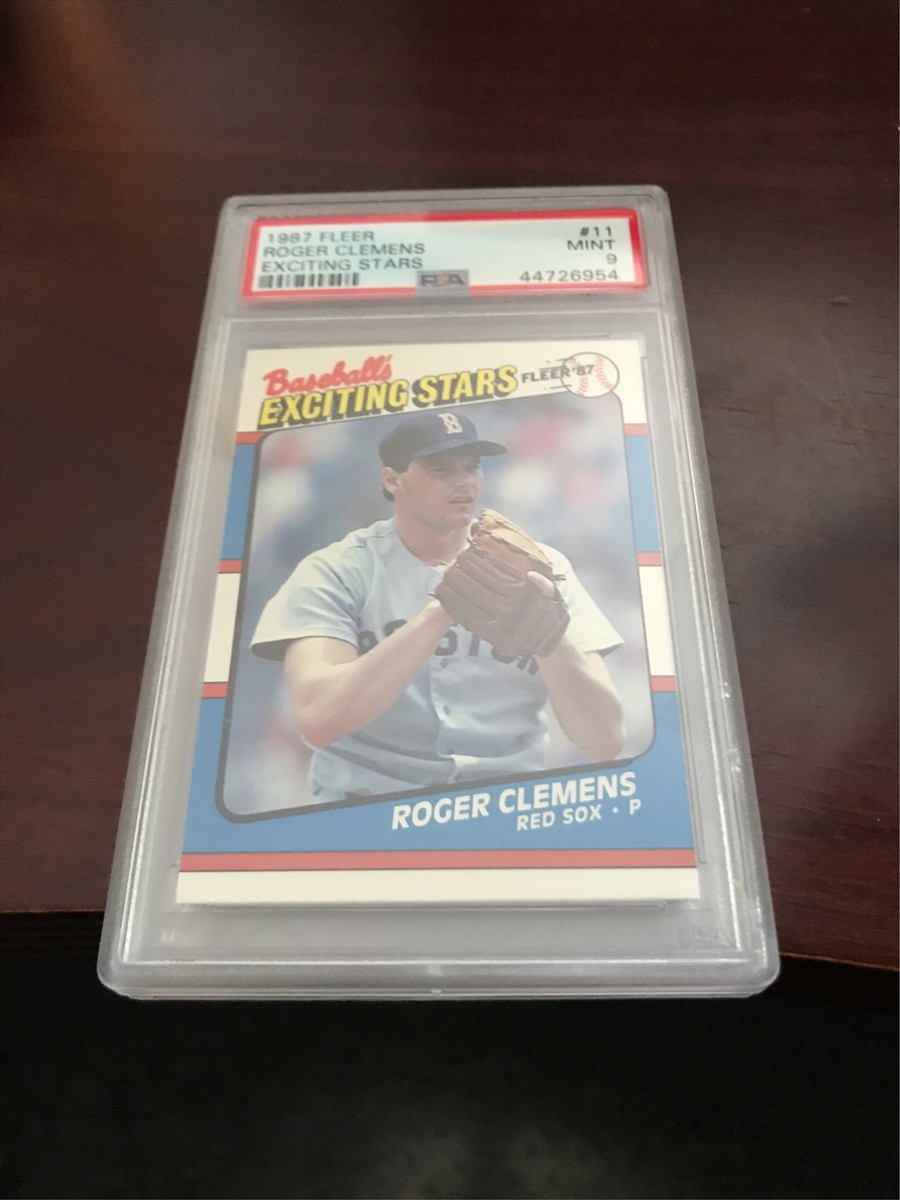 1987 FLEER #11
ROGER CLEMENS MINT
EXCITING STARS 9
PSA 44726954
Baseball's
EXCITING STARS FLEER '87
B
BOSTON
ROGER CLEMENS
RED SOX · P